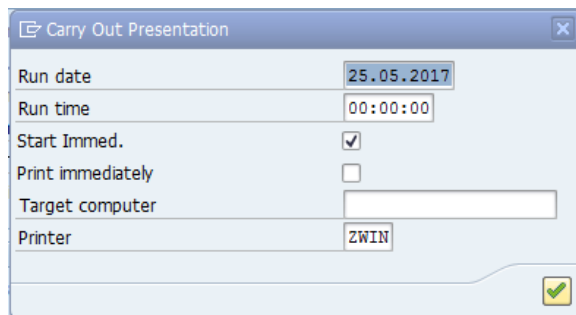 Carry Out Presentation
Run date 25.05.2017
Run time 00:00:00
Start Immed.
Print immediately
Target computer
Printer ZWIN